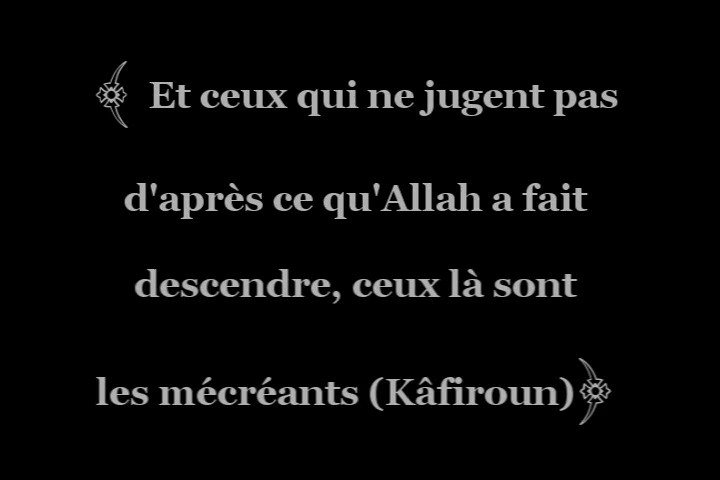 ﴾ Et ceux qui ne jugent pas
d'après ce qu'Allah a fait
descendre, ceux là sont
les mécréants (Kâfiroun)﴿